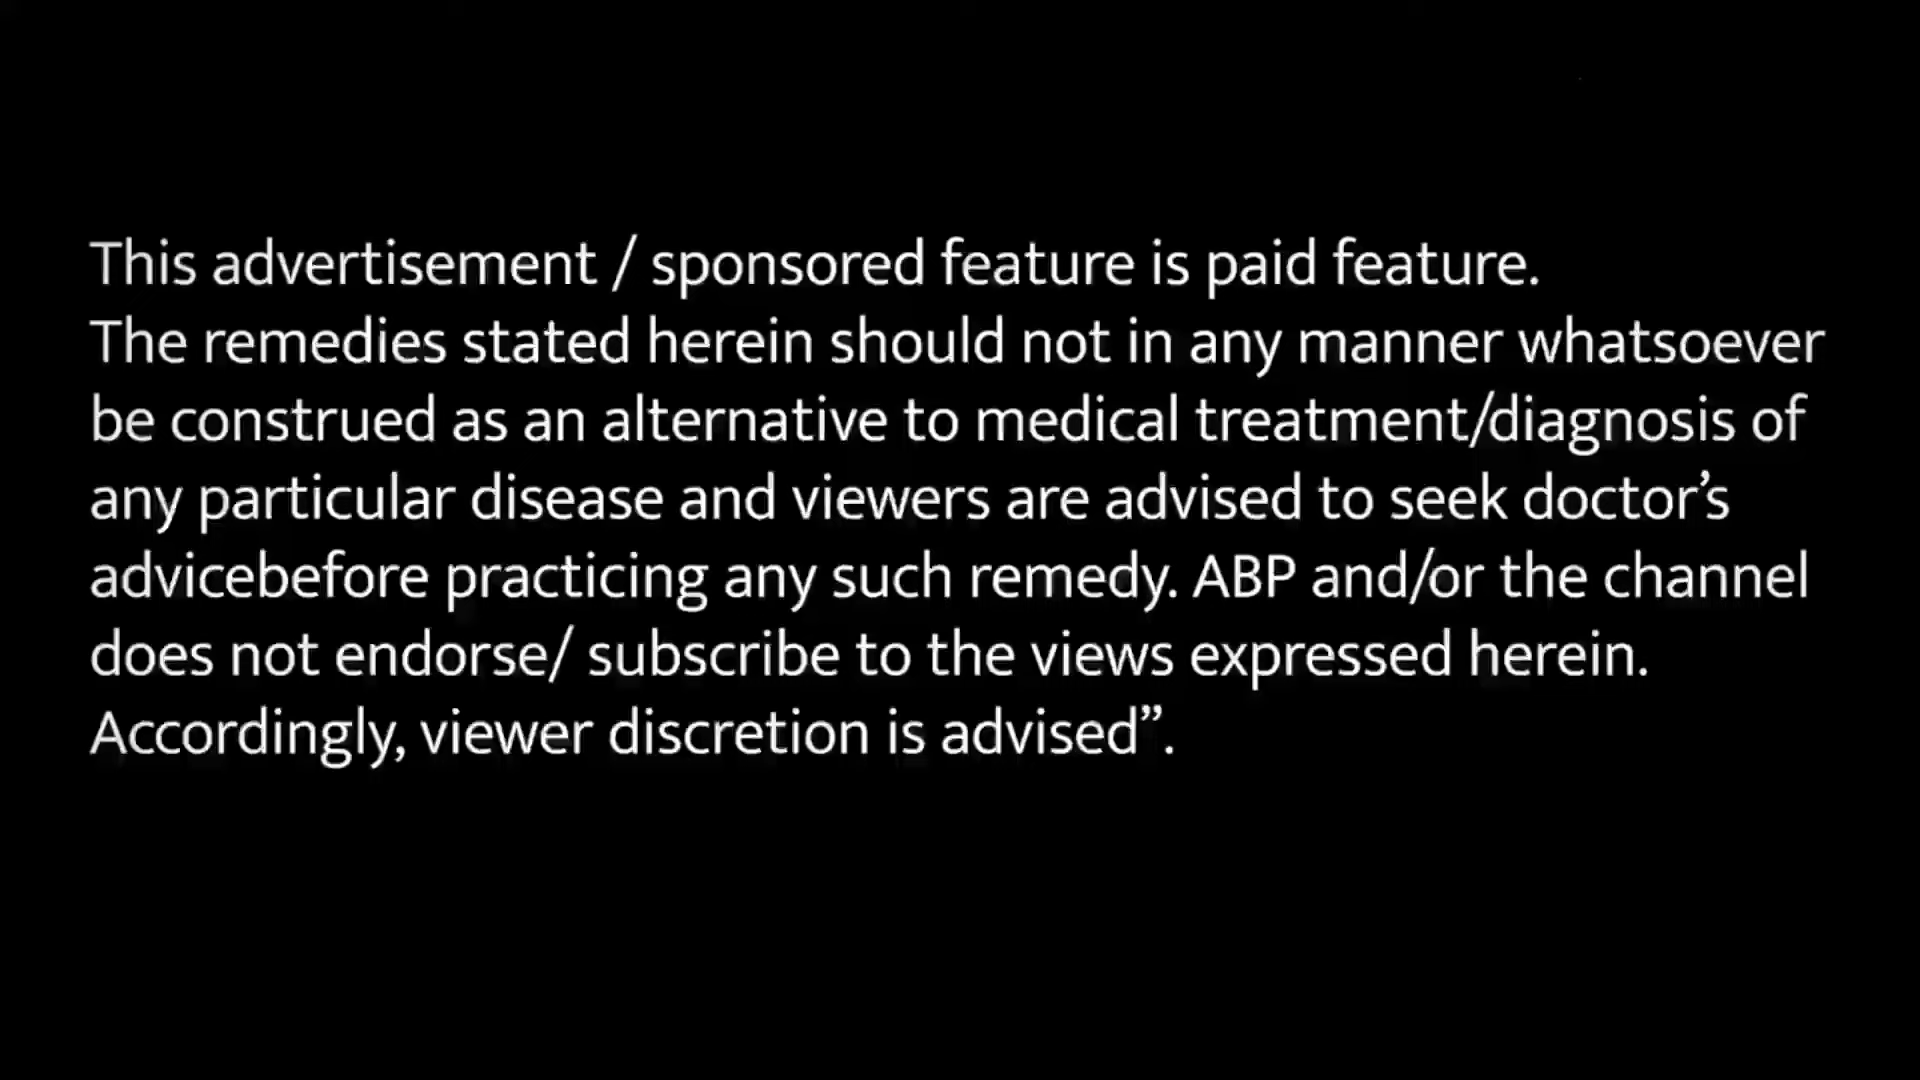 This advertisement / sponsored feature is paid feature.
The remedies stated herein should not in any manner whatsoever
be construed as an alternative to medical treatment/diagnosis of
any particular disease and viewers are advised to seek doctor’s
advicebefore practicing any such remedy. ABP and/or the channel
does not endorse/ subscribe to the views expressed herein.
Accordingly, viewer discretion is advised”.